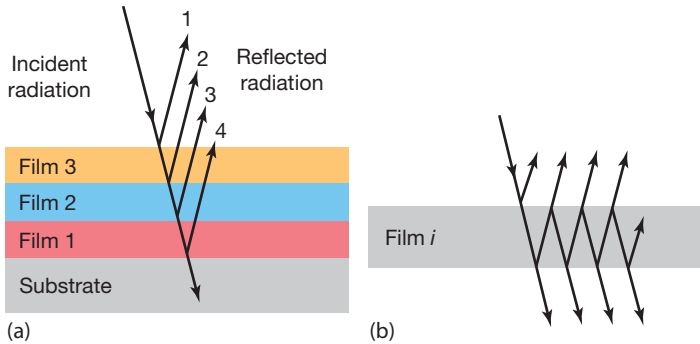 Incident
radiation
1
2
3
4
Reflected
radiation
Film 3
Film 2
Film 1
Substrate
(a)
Film i
(b)